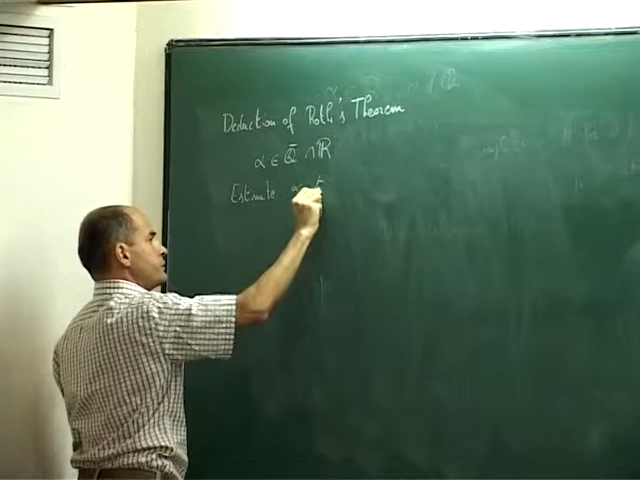 Deduction of Roth's Theorem
α ∈ Q̄ ∩ ℝ
Estimate